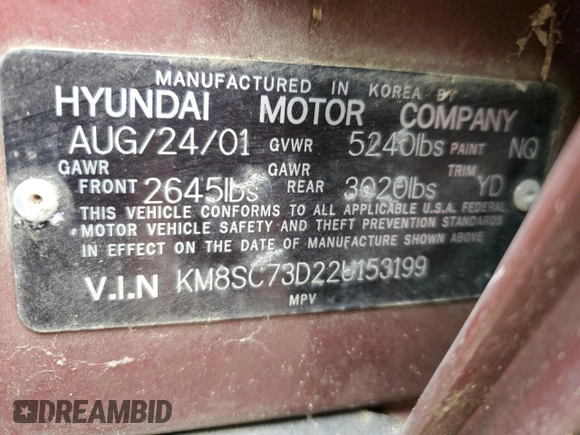 MANUFACTURED IN KOREA BY
HYUNDAI MOTOR COMPANY
AUG/24/01 GVWR 5240lbs PAINT NQ
GAWR FRONT 2645lbs GAWR REAR 3020lbs TRIM YD
THIS VEHICLE CONFORMS TO ALL APPLICABLE U.S.A. FEDERAL
MOTOR VEHICLE SAFETY AND THEFT PREVENTION STANDARDS
IN EFFECT ON THE DATE OF MANUFACTURE SHOWN ABOVE
V.I.N KM8SC73D22U153199
MPV
DREAMBID